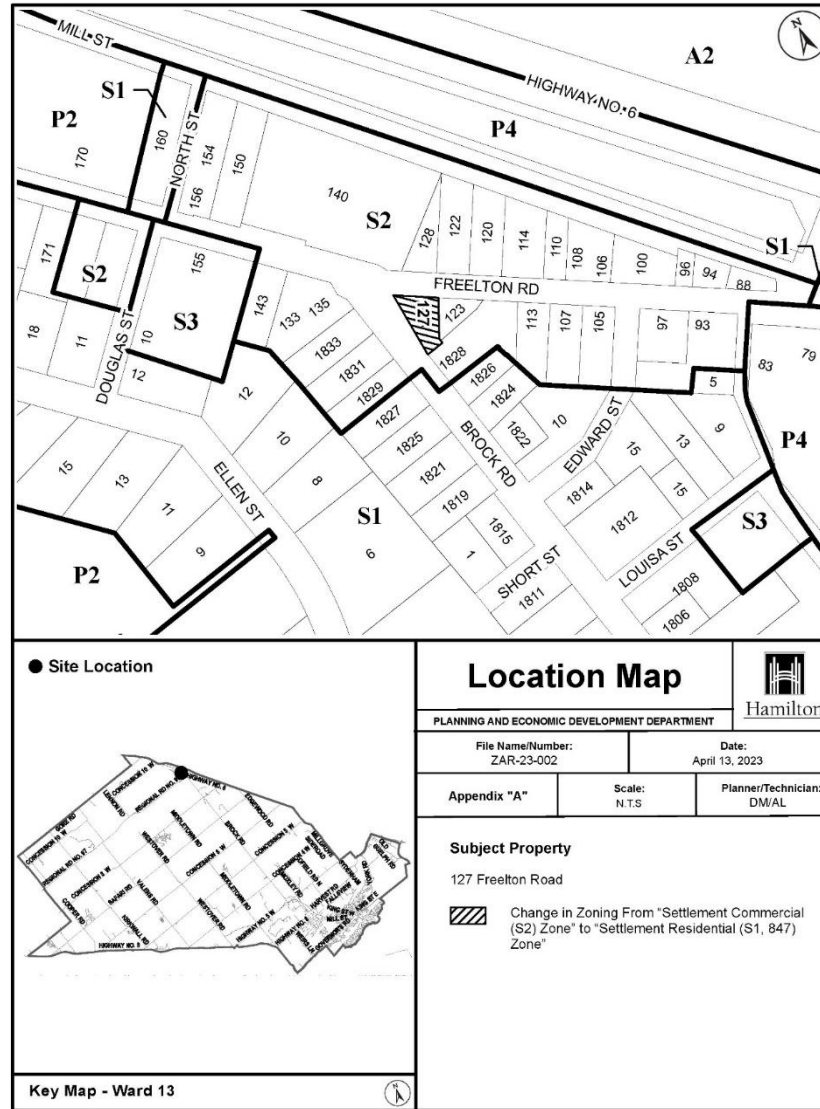 MILL ST
S1
A2
HIGHWAY NO. 6
P2
P4
170
160
NORTH ST
154
156
150
140
S2
128
122
120
114
110
108
106
100
96
94
88
S1
FREELTON RD
171
S2
155
S3
143
133
135
127
123
113
107
105
97
93
83
79
18
11
DOUGLAS ST
10
12
1833
1831
1829
1828
1826
1824
1822
5
P4
12
10
8
1827
1825
1821
1819
1815
BROCK RD
10
EDWARD ST
15
13
9
15
13
11
9
ELLEN ST
S1
6
1
SHORT ST
1811
1814
1812
15
LOUISA ST
S3
1808
1806
P2
Site Location
Key Map - Ward 13
Location Map
Hamilton
PLANNING AND ECONOMIC DEVELOPMENT DEPARTMENT
File Name/Number:
ZAR-23-002
Date:
April 13, 2023
Appendix "A"
Scale:
N.T.S
Planner/Technician:
DM/AL
Subject Property
127 Freelton Road
Change in Zoning From "Settlement Commercial
(S2) Zone" to "Settlement Residential (S1, 847)
Zone"